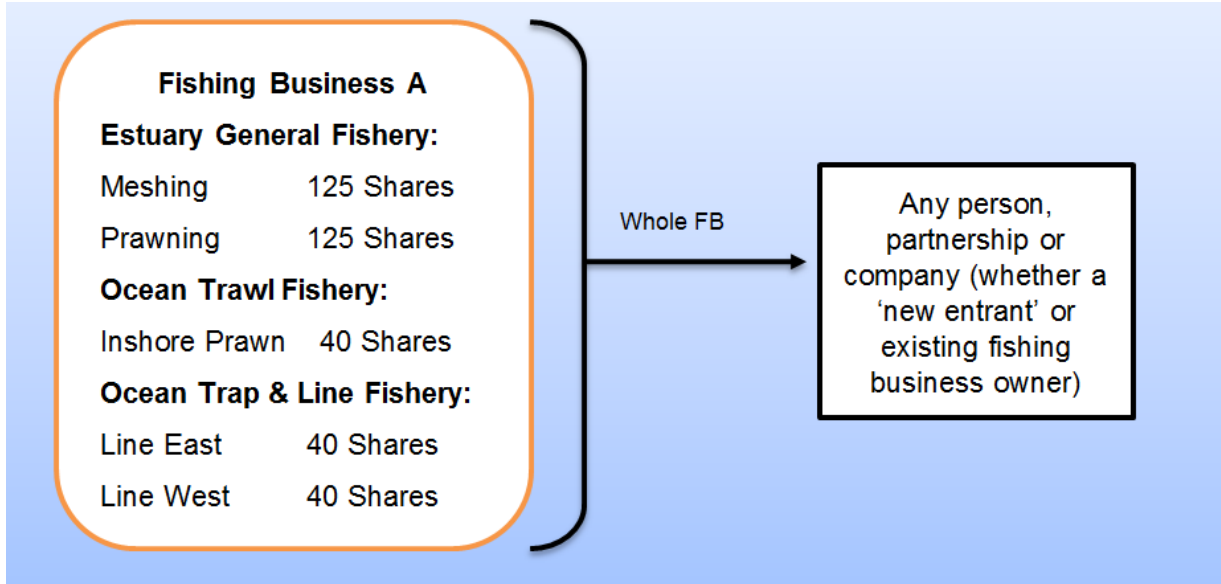 Fishing Business A
Estuary General Fishery:
Meshing 125 Shares
Prawning 125 Shares
Ocean Trawl Fishery:
Inshore Prawn 40 Shares
Ocean Trap & Line Fishery:
Line East 40 Shares
Line West 40 Shares
Whole FB
Any person,
partnership or
company (whether a
‘new entrant’ or
existing fishing
business owner)